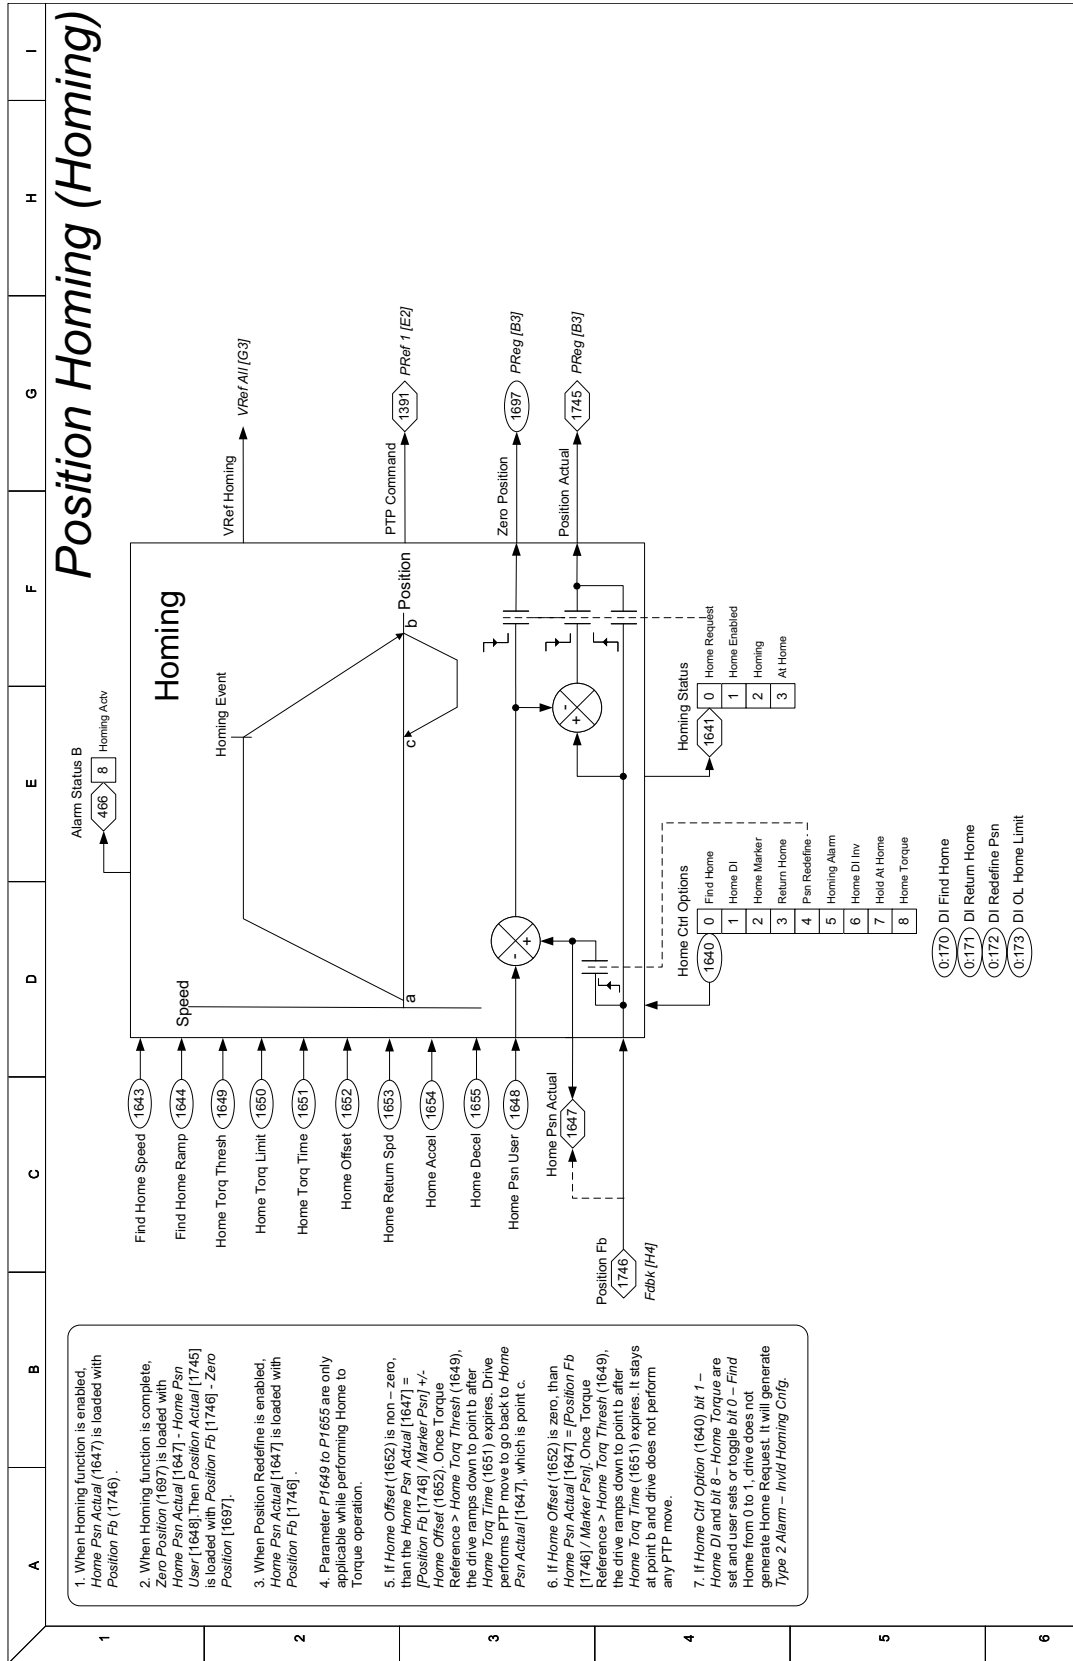 A
B
C
D
E
F
G
H
I
1
2
3
4
5
6
Position Homing (Homing)
1. When Homing function is enabled,
Home Psn Actual (1647) is loaded with
Position Fb (1746) .
2. When Homing function is complete,
Zero Position (1697) is loaded with
Home Psn Actual [1647] - Home Psn
User [1648].Then Position Actual [1745]
is loaded with Position Fb [1746] - Zero
Position [1697].
3. When Position Redefine is enabled,
Home Psn Actual [1647] is loaded with
Position Fb [1746] .
4. Parameter P1649 to P1655 are only
applicable while performing Home to
Torque operation.
5. If Home Offset (1652) is non – zero,
than the Home Psn Actual [1647] =
[Position Fb [1746] / Marker Psn] +/-
Home Offset (1652). Once Torque
Reference > Home Torq Thresh (1649),
the drive ramps down to point b after
Home Torq Time (1651) expires. Drive
performs PTP move to go back to Home
Psn Actual [1647], which is point c.
6. If Home Offset (1652) is zero, than
Home Psn Actual [1647] = [Position Fb
[1746] / Marker Psn]. Once Torque
Reference > Home Torq Thresh (1649),
the drive ramps down to point b after
Home Torq Time (1651) expires. It stays
at point b and drive does not perform
any PTP move.
7. If Home Ctrl Option (1640) bit 1 –
Home DI and bit 8 – Home Torque are
set and user sets or toggle bit 0 – Find
Home from 0 to 1, drive does not
generate Home Request. It will generate
Type 2 Alarm – Invld Homing Cnfg.
Find Home Speed 1643
Find Home Ramp 1644
Home Torq Thresh 1649
Home Torq Limit 1650
Home Torq Time 1651
Home Offset 1652
Home Return Spd 1653
Home Accel 1654
Home Decel 1655
Home Psn User 1648
Home Psn Actual
1647
Position Fb
1746
Fdbk [H4]
Alarm Status B
466 8 Homing Actv
Homing
Speed
Homing Event
a
c
b
Position
- +
+ -
VRef Homing
VRef All [G3]
PTP Command
1391 PRef 1 [E2]
Zero Position
1697 PReg [B3]
Position Actual
1745 PReg [B3]
Home Ctrl Options
1640 0 Find Home
1 Home DI
2 Home Marker
3 Return Home
4 Psn Redefine
5 Homing Alarm
6 Home DI Inv
7 Hold At Home
8 Home Torque
Homing Status
1641 0 Home Request
1 Home Enabled
2 Homing
3 At Home
0:170 DI Find Home
0:171 DI Return Home
0:172 DI Redefine Psn
0:173 DI OL Home Limit